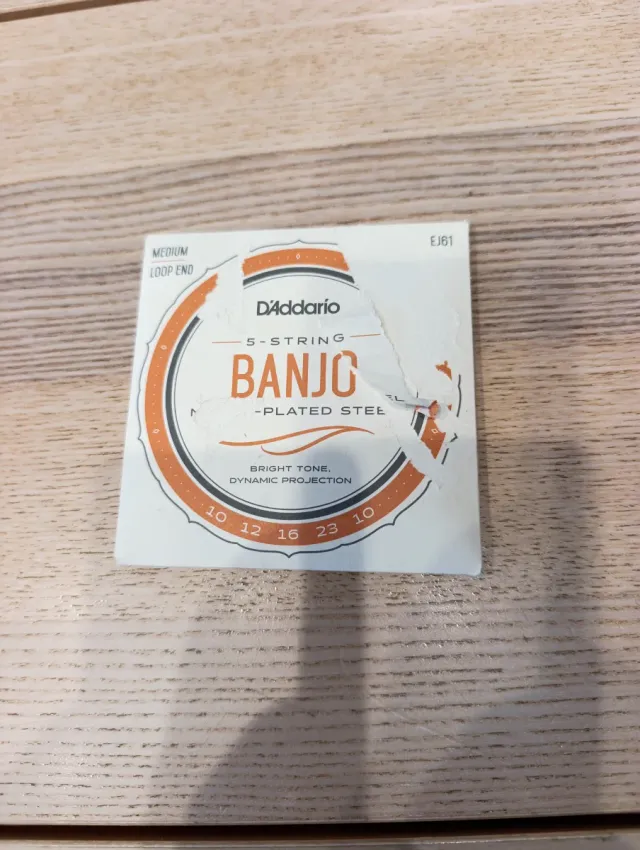 MEDIUM
LOOP END
EJ61
D'Addario
5-STRING
BANJO
-PLATED STEE
EL
BRIGHT TONE,
DYNAMIC PROJECTION
10 12 16 23 10